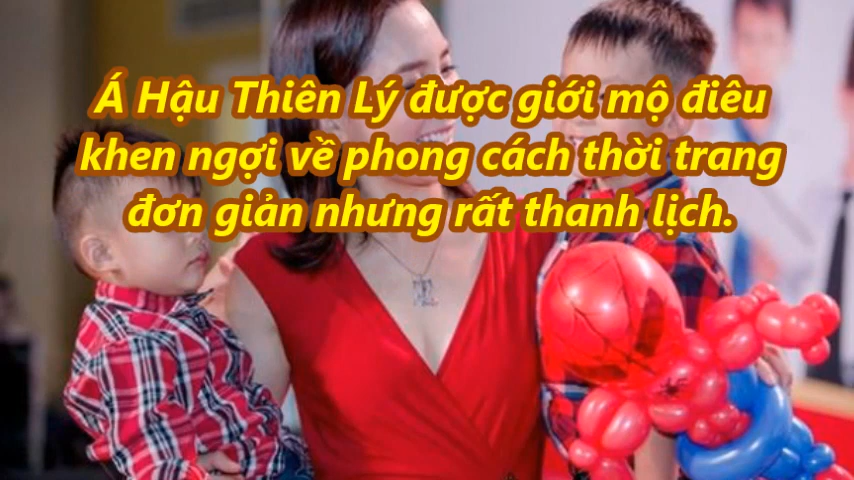 Á Hậu Thiên Lý được giới mộ điêu
khen ngợi về phong cách thời trang
đơn giản nhưng rất thanh lịch.